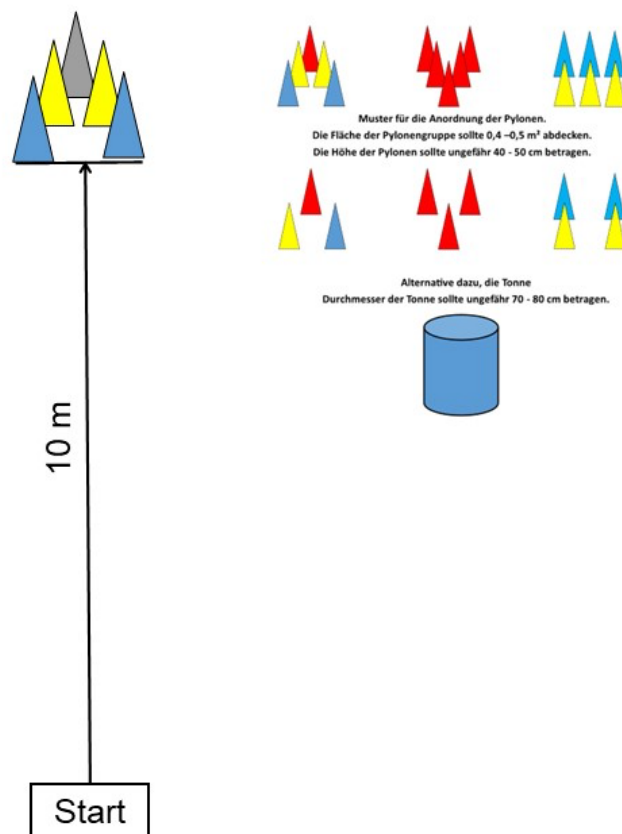 Muster für die Anordnung der Pylonen.
Die Fläche der Pylonengruppe sollte 0,4 –0,5 m² abdecken.
Die Höhe der Pylonen sollte ungefähr 40 - 50 cm betragen.
Alternative dazu, die Tonne
Durchmesser der Tonne sollte ungefähr 70 - 80 cm betragen.
10 m
Start